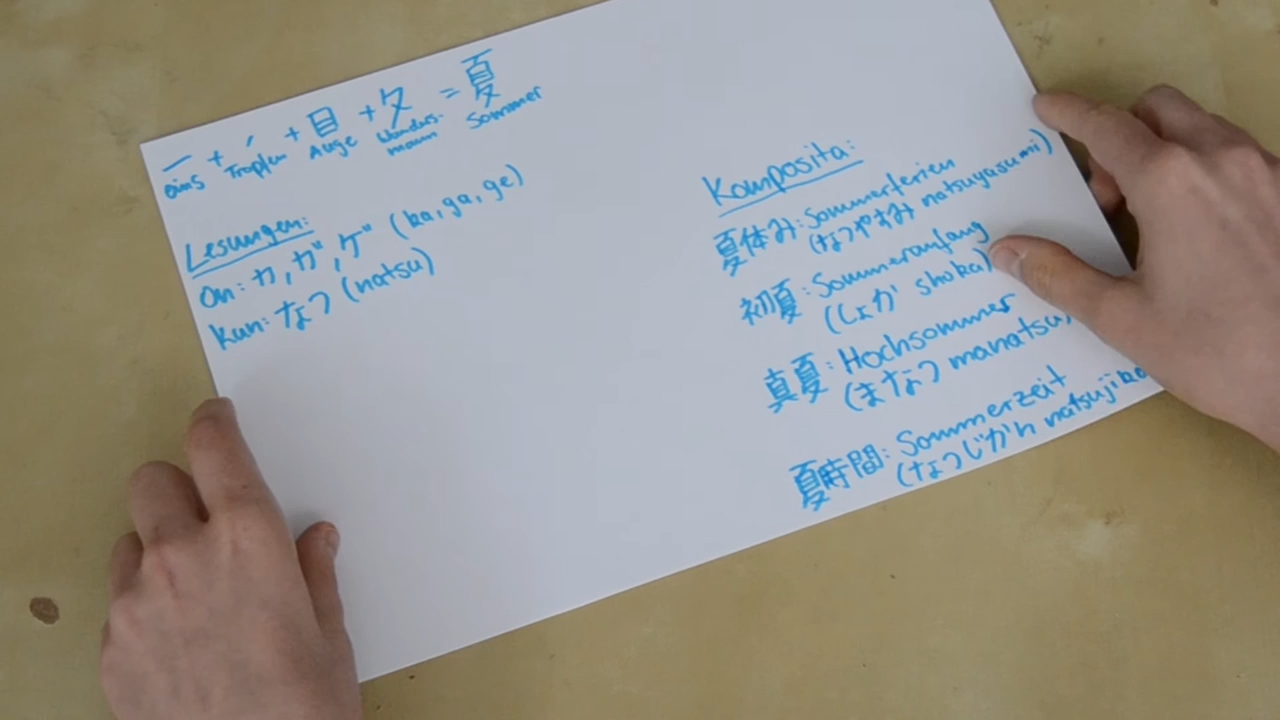 一 + ノ + 目 + 夂 = 夏
eins Tropfen Auge Wandersmann Sommer
Lesungen:
On: カ, ガ, ゲ (ka, ga, ge)
Kun: なつ (natsu)
Komposita:
夏休み: Sommerferien
(なつやすみ natsuyasumi)
初夏: Sommeranfang
(しょか shoka)
真夏: Hochsommer
(まなつ manatsu)
夏時間: Sommerzeit
(なつじかん natsujika